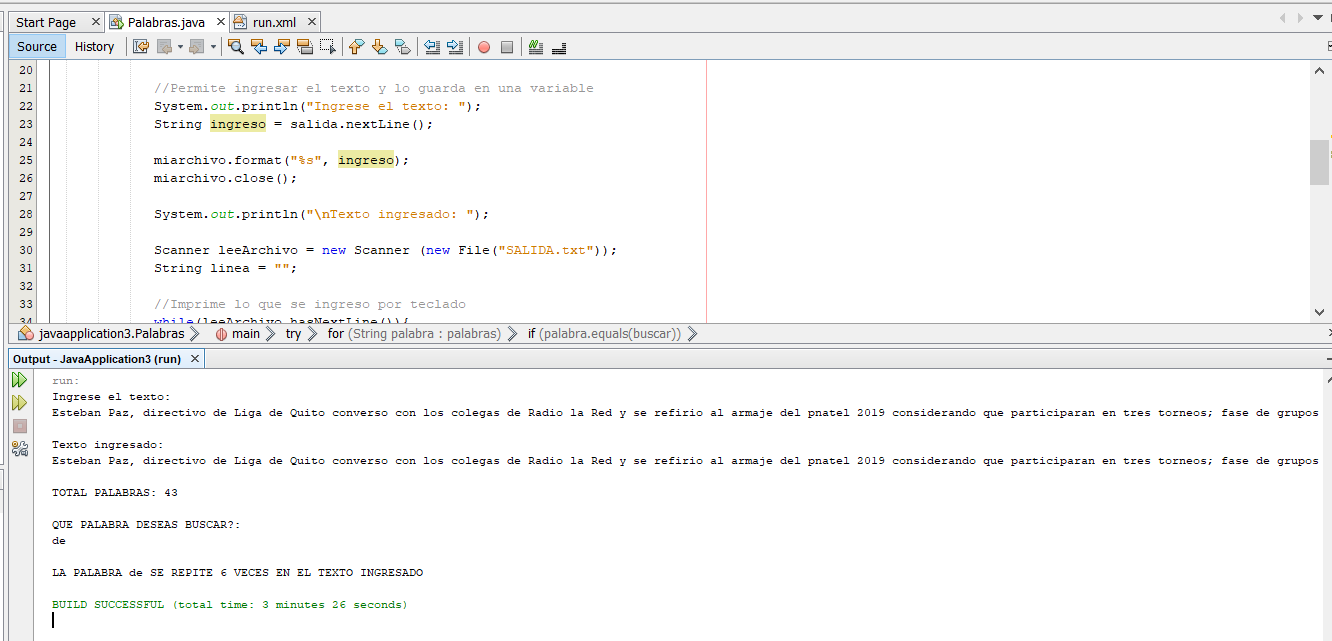 Start Page Palabras.java run.xml
Source History
20
21 //Permite ingresar el texto y lo guarda en una variable
22 System.out.println("Ingrese el texto: ");
23 String ingreso = salida.nextLine();
24
25 miarchivo.format("%s", ingreso);
26 miarchivo.close();
27
28 System.out.println("\nTexto ingresado: ");
29
30 Scanner leeArchivo = new Scanner (new File("SALIDA.txt"));
31 String linea = "";
32
33 //Imprime lo que se ingreso por teclado
34 while(leeArchivo.hasNextLine()){
javaapplication3.Palabras main try for (String palabra : palabras) if (palabra.equals(buscar))
Output - JavaApplication3 (run)
run:
Ingrese el texto:
Esteban Paz, directivo de Liga de Quito converso con los colegas de Radio la Red y se refirio al armaje del pnatel 2019 considerando que participaran en tres torneos; fase de grupos
Texto ingresado:
Esteban Paz, directivo de Liga de Quito converso con los colegas de Radio la Red y se refirio al armaje del pnatel 2019 considerando que participaran en tres torneos; fase de grupos
TOTAL PALABRAS: 43
QUE PALABRA DESEAS BUSCAR?:
de
LA PALABRA de SE REPITE 6 VECES EN EL TEXTO INGRESADO
BUILD SUCCESSFUL (total time: 3 minutes 26 seconds)